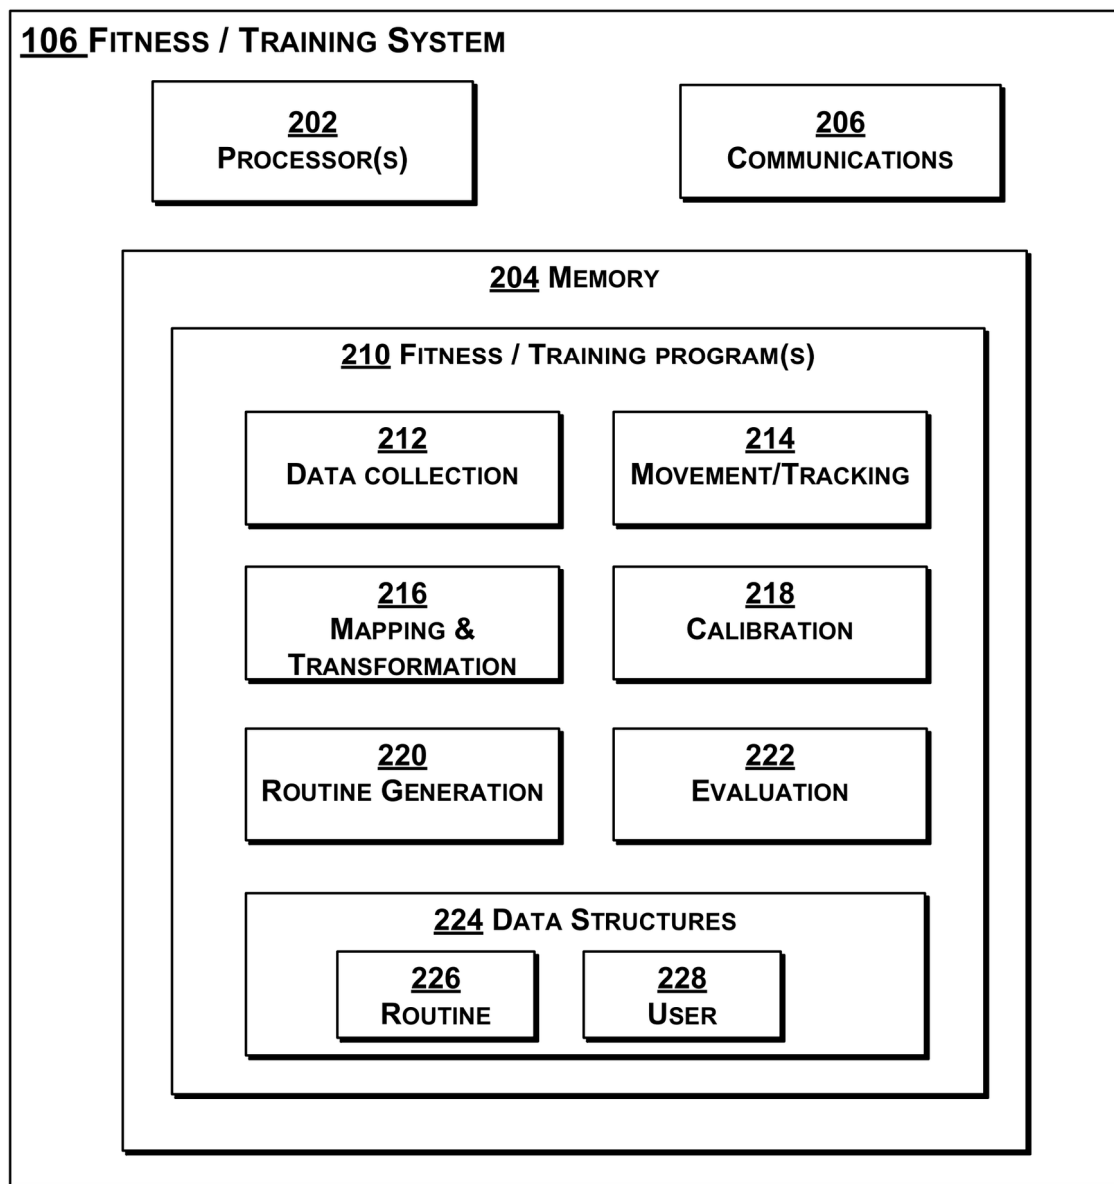 106 FITNESS / TRAINING SYSTEM
202
PROCESSOR(S)
206
COMMUNICATIONS
204 MEMORY
210 FITNESS / TRAINING PROGRAM(S)
212
DATA COLLECTION
214
MOVEMENT/TRACKING
216
MAPPING &
TRANSFORMATION
218
CALIBRATION
220
ROUTINE GENERATION
222
EVALUATION
224 DATA STRUCTURES
226
ROUTINE
228
USER